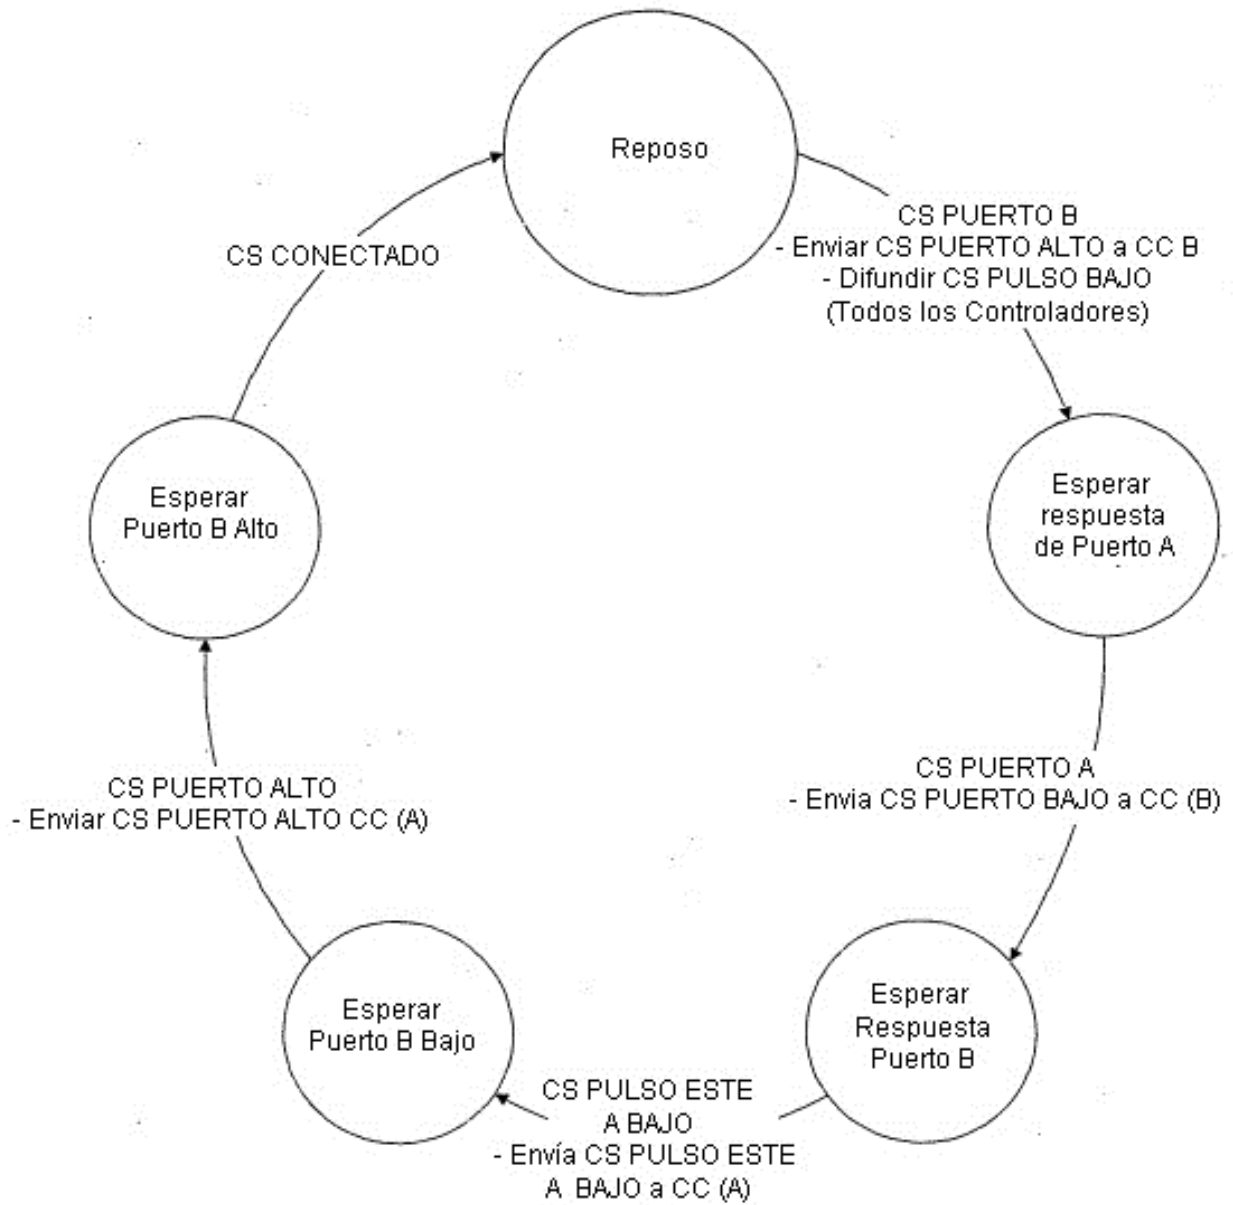 Reposo
CS PUERTO B
- Enviar CS PUERTO ALTO a CC B
- Difundir CS PULSO BAJO
(Todos los Controladores)
CS CONECTADO
Esperar
Puerto B Alto
Esperar
respuesta
de Puerto A
CS PUERTO A
- Envia CS PUERTO BAJO a CC (B)
CS PUERTO ALTO
- Enviar CS PUERTO ALTO CC (A)
Esperar
Respuesta
Puerto B
Esperar
Puerto B Bajo
CS PULSO ESTE
A BAJO
- Envía CS PULSO ESTE
A BAJO a CC (A)